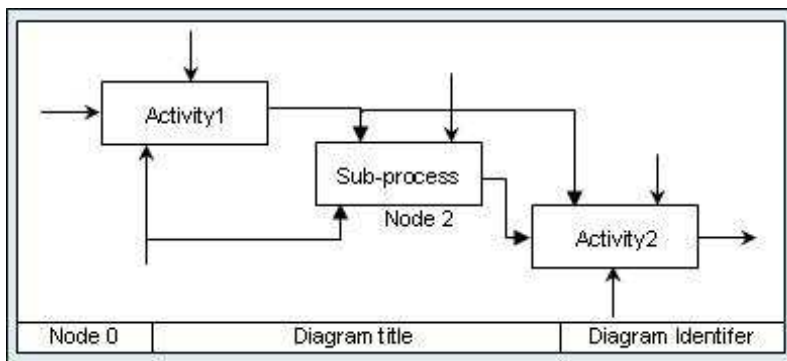 Activity1
Sub-process
Node 2
Activity2
Node 0
Diagram title
Diagram Identifer